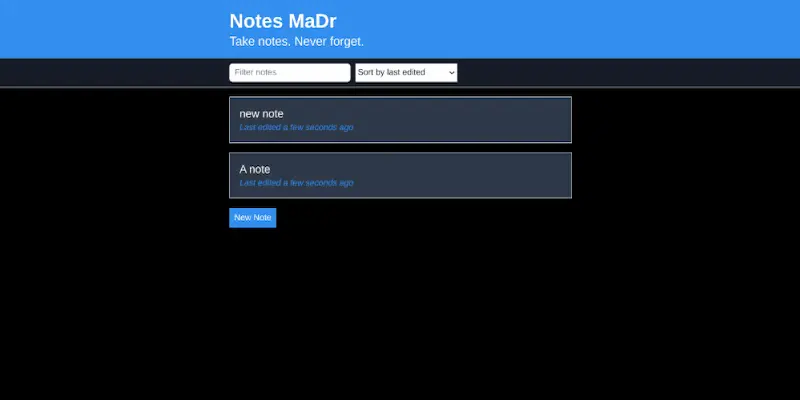 Notes MaDr
Take notes. Never forget.
Filter notes
Sort by last edited
new note
Last edited a few seconds ago
A note
Last edited a few seconds ago
New Note